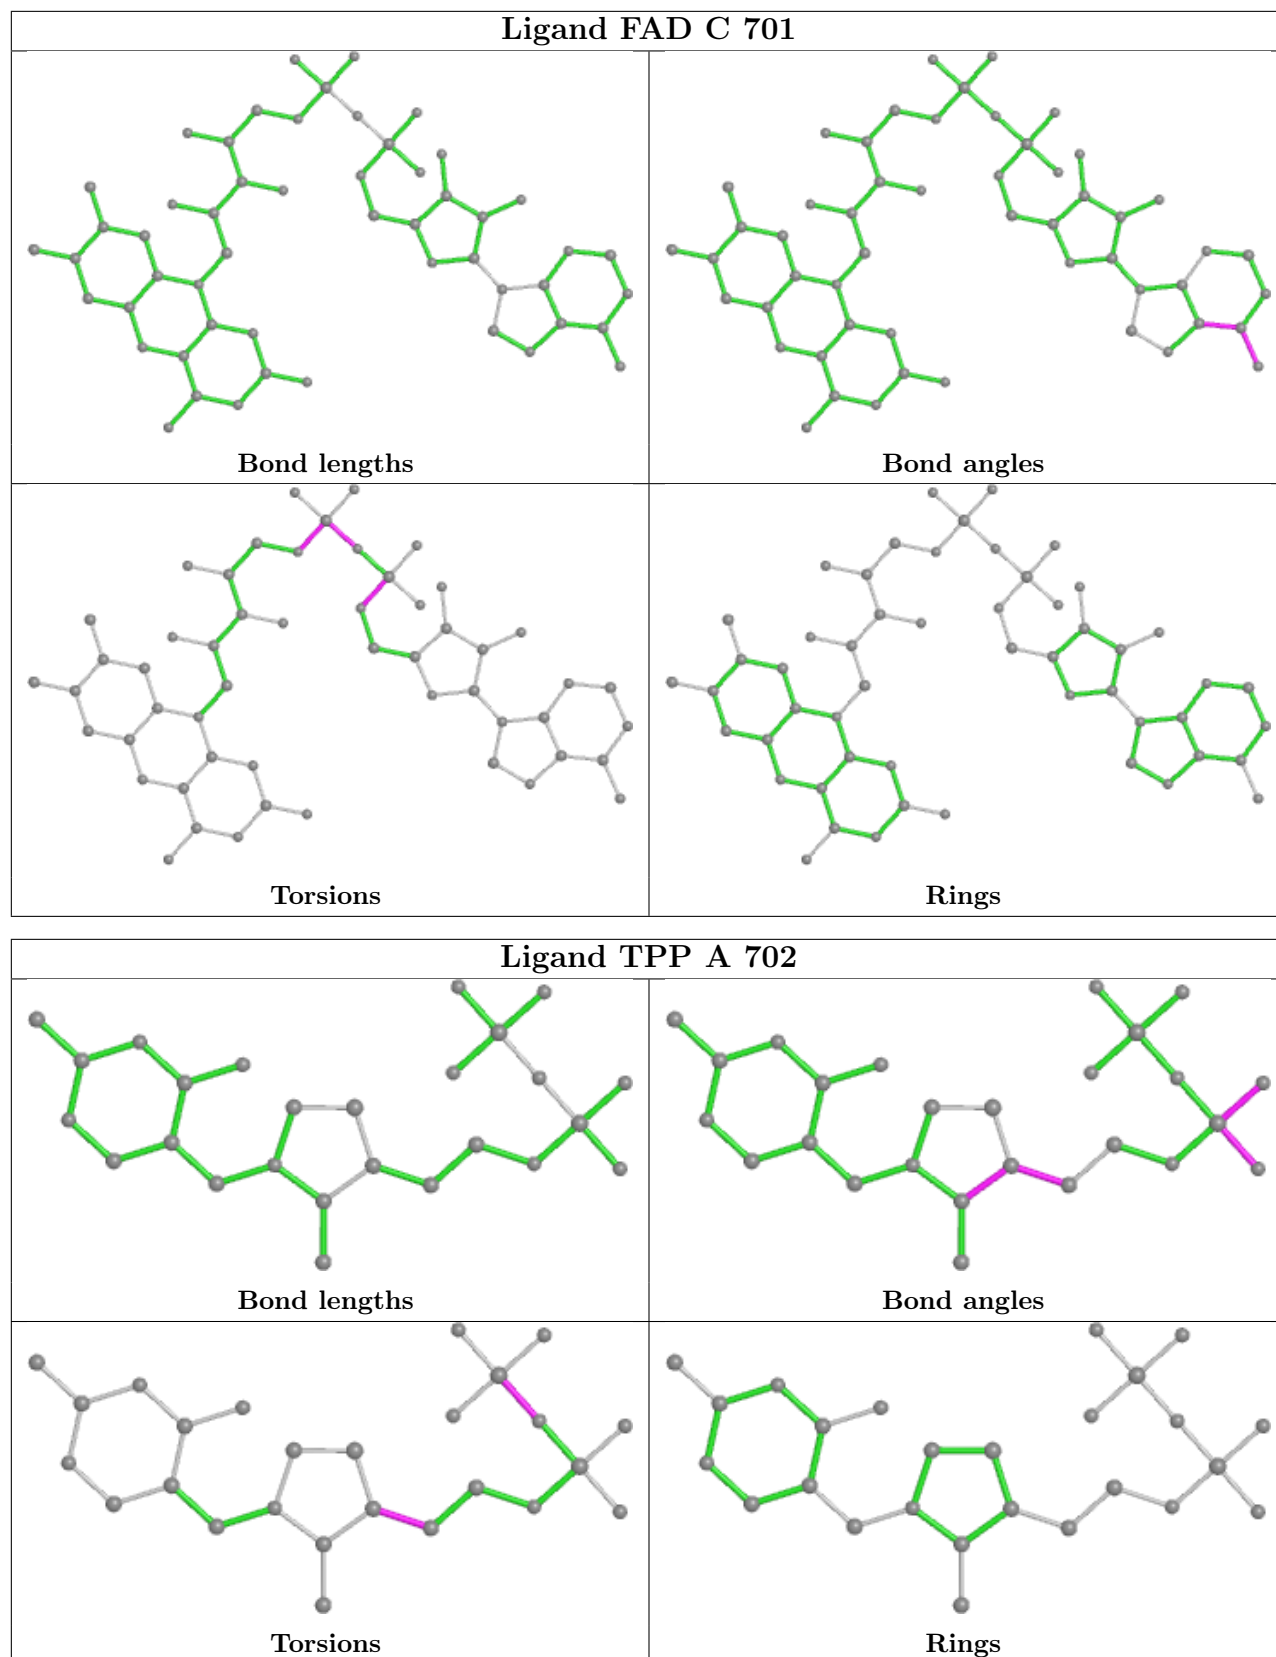 Ligand FAD C 701
Bond lengths
Bond angles
Torsions
Rings
Ligand TPP A 702
Bond lengths
Bond angles
Torsions
Rings